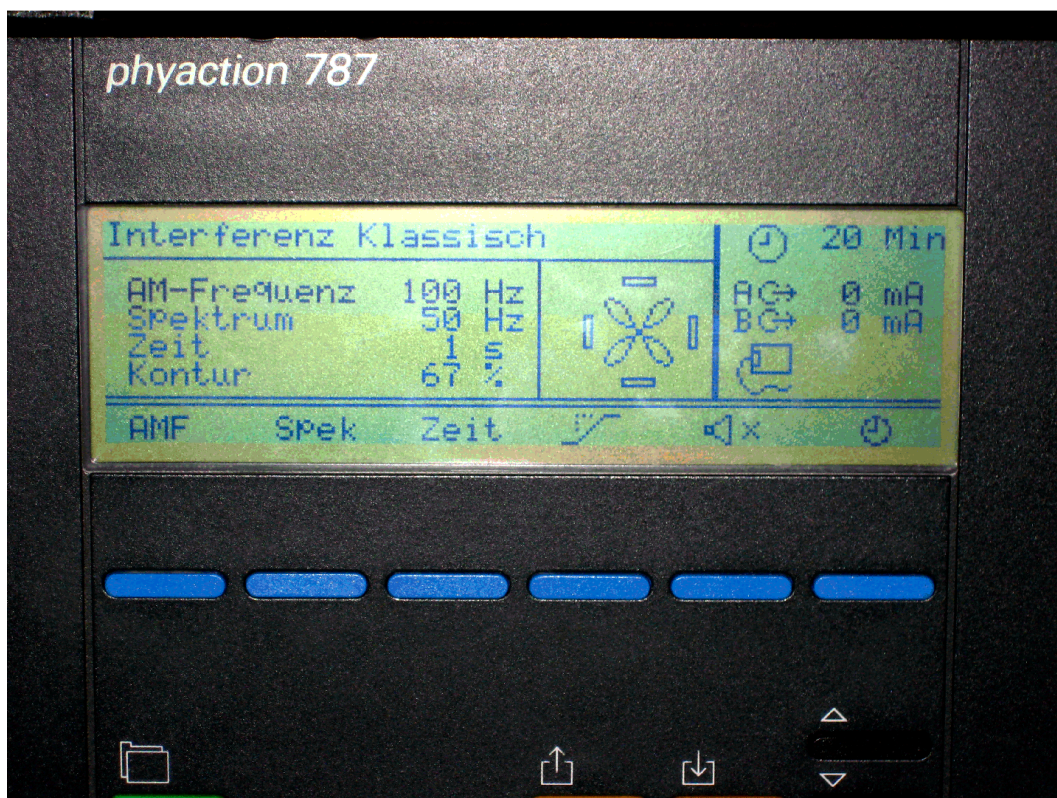 phyaction 787
Interferenz Klassisch
20 Min
AM-Frequenz 100 Hz
Spektrum 50 Hz
Zeit 1 s
Kontur 67 %
A 0 mA
B 0 mA
AMF Spek Zeit